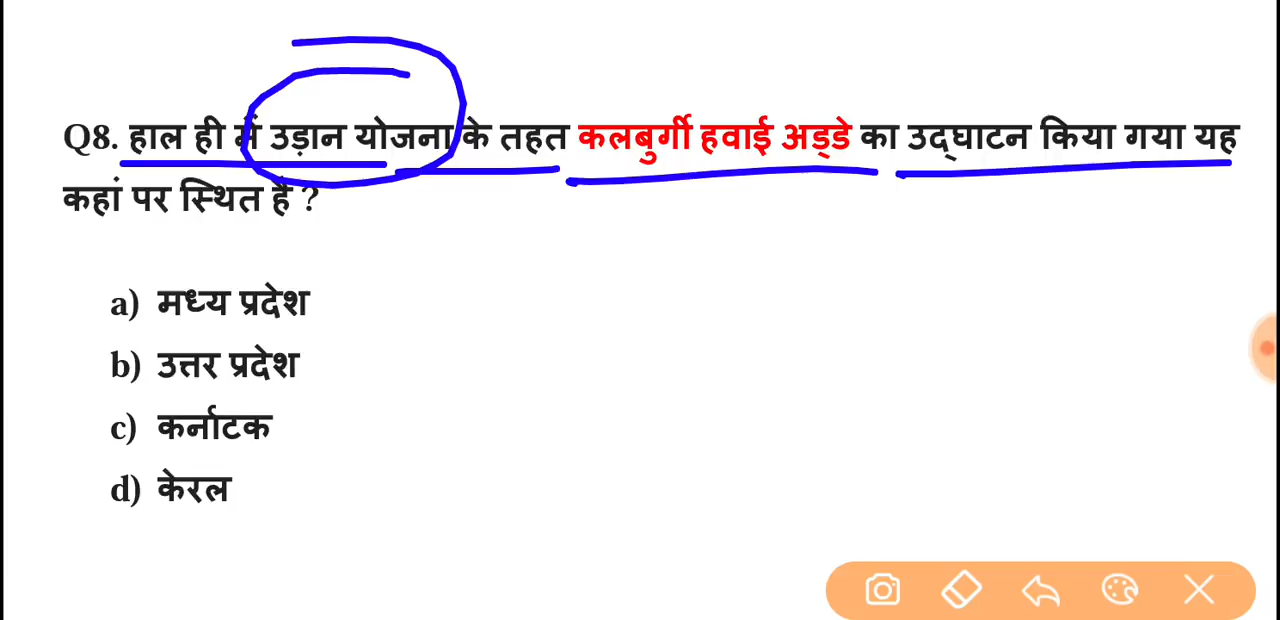 Q8. हाल ही में उड़ान योजना के तहत कलबुर्गी हवाई अड्डे का उद्घाटन किया गया यह
कहां पर स्थित है ?
a) मध्य प्रदेश
b) उत्तर प्रदेश
c) कर्नाटक
d) केरल